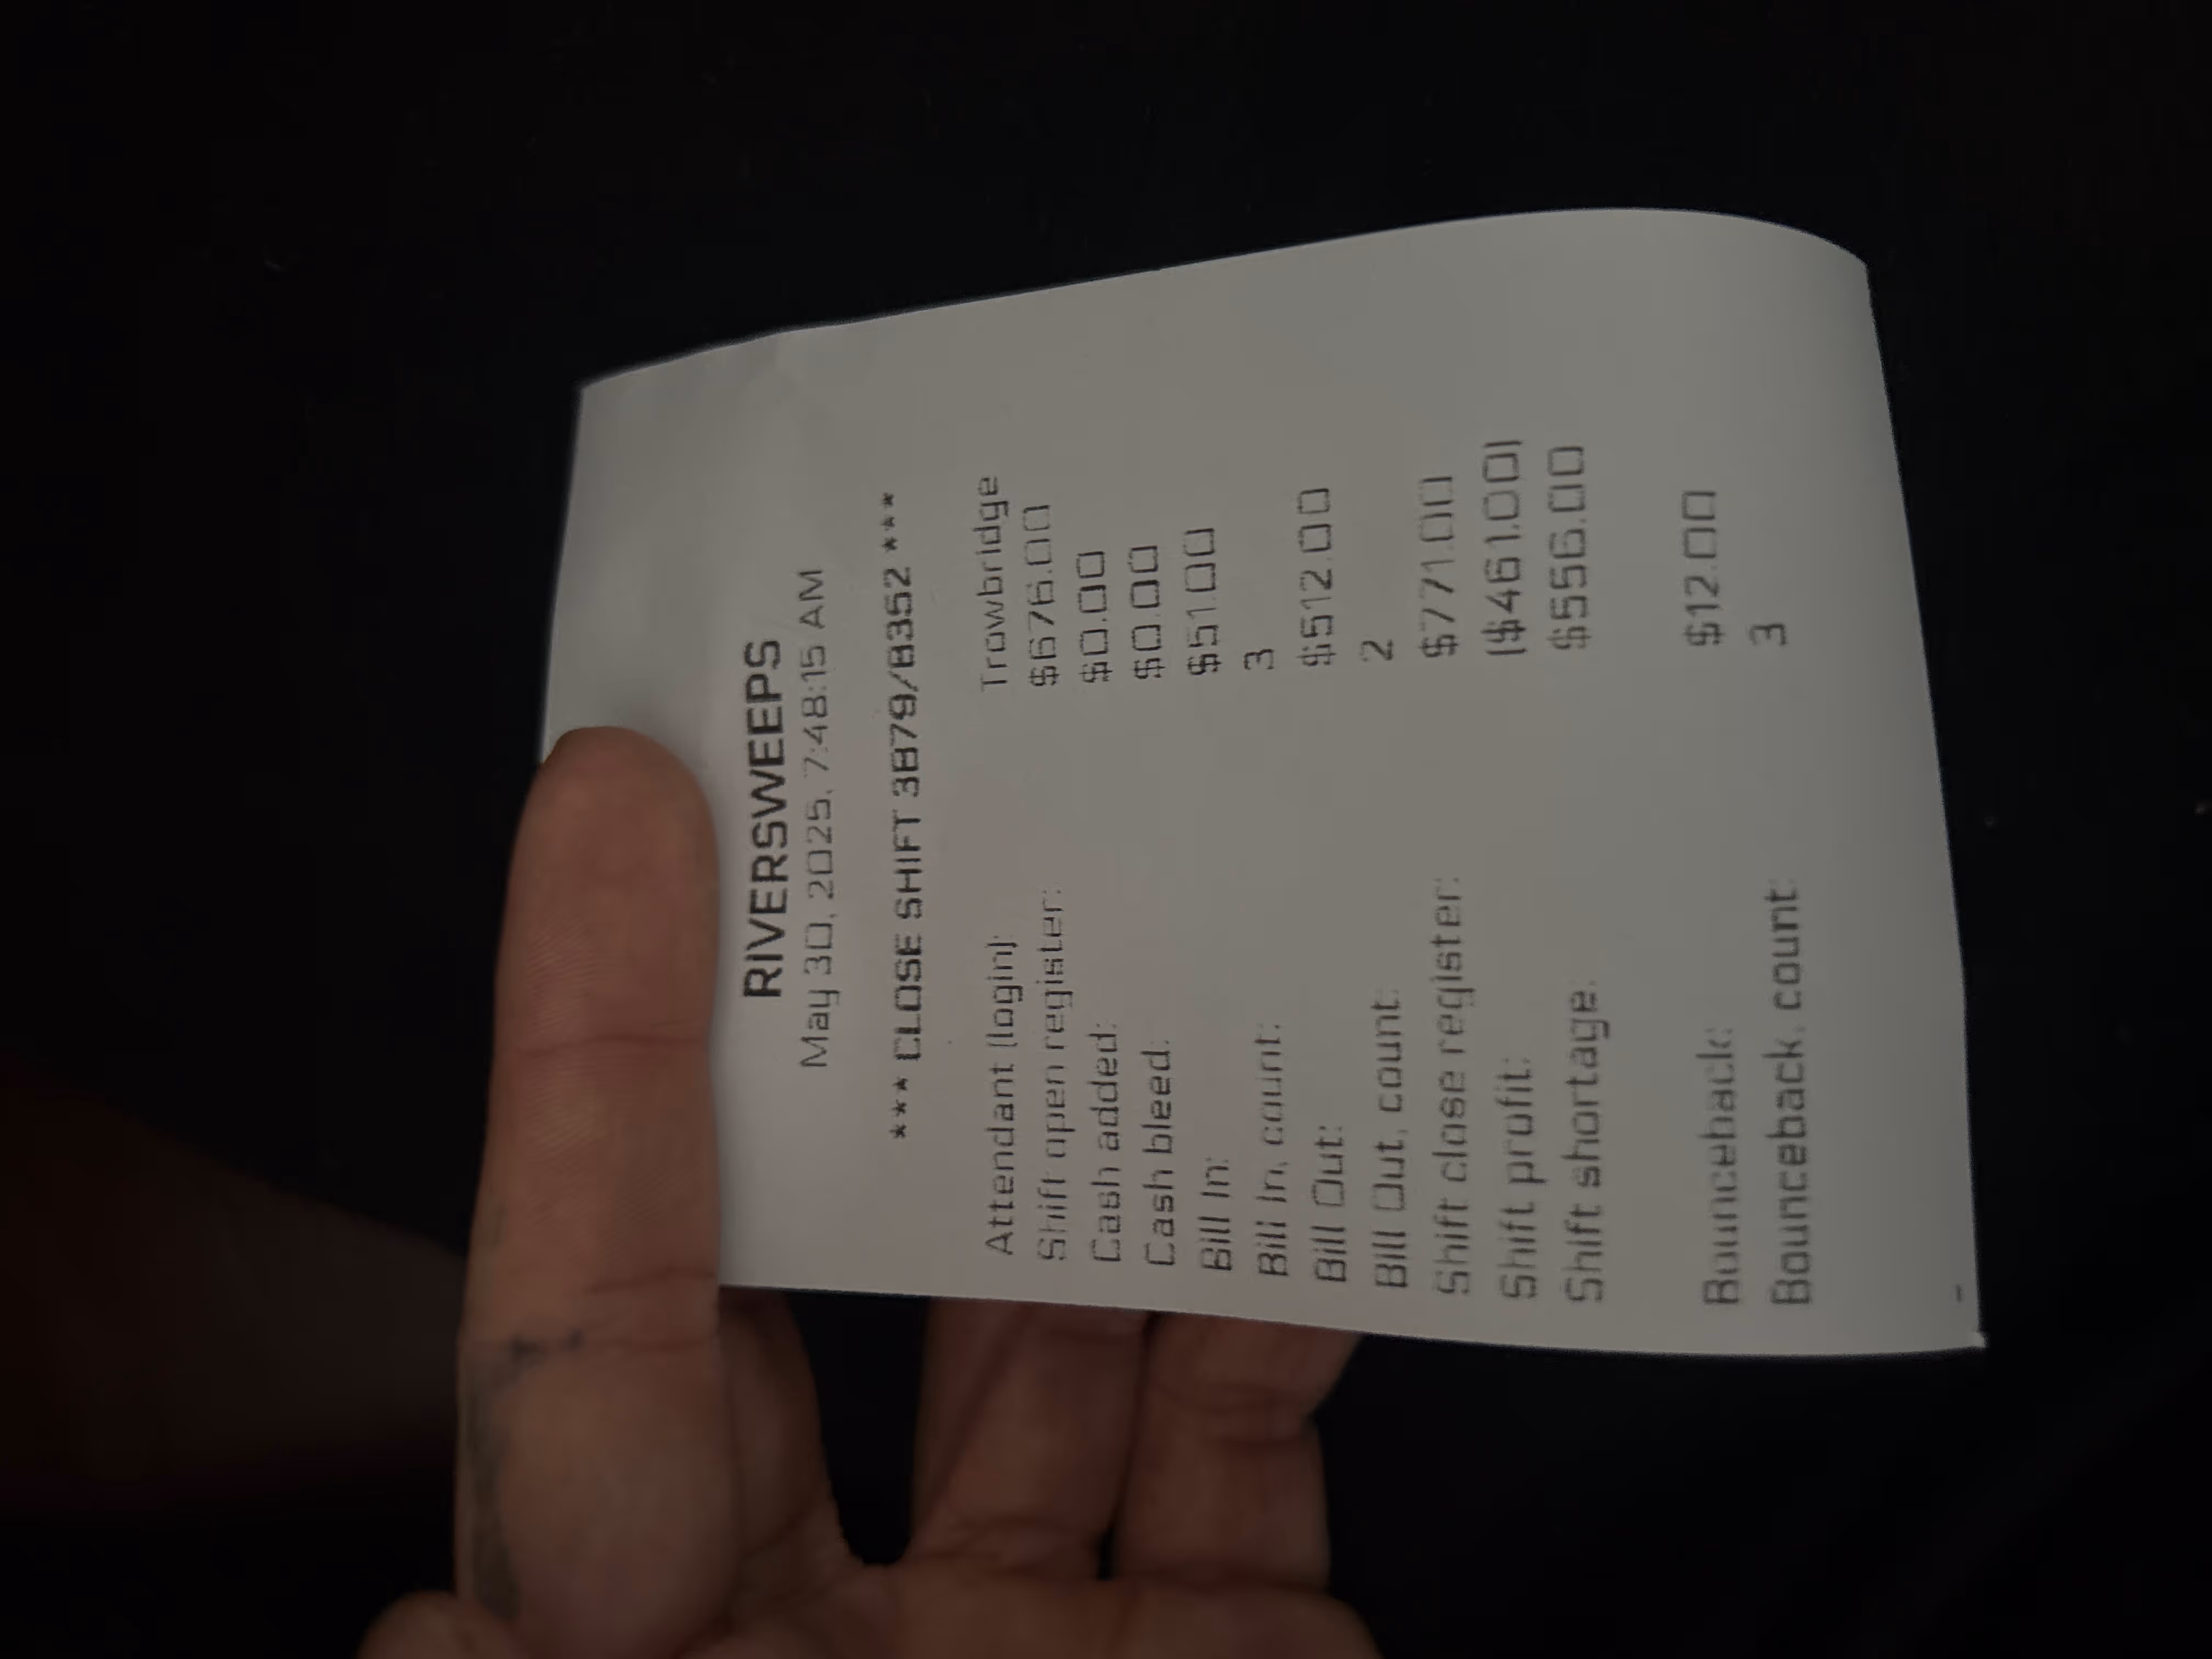 RIVERSWEEPS
May 30, 2025, 7:48:15 AM
*** CLOSE SHIFT 3B79/B352 ***
Attendant (login): Trowbridge
Shift open register: $676.00
Cash added: $0.00
Cash bleed: $0.00
Bill In: $51.00
Bill In, count: 3
Bill Out: $512.00
Bill Out, count: 2
Shift close register: $771.00
Shift profit: ($461.00)
Shift shortage: $556.00
Bounceback: $12.00
Bounceback, count: 3